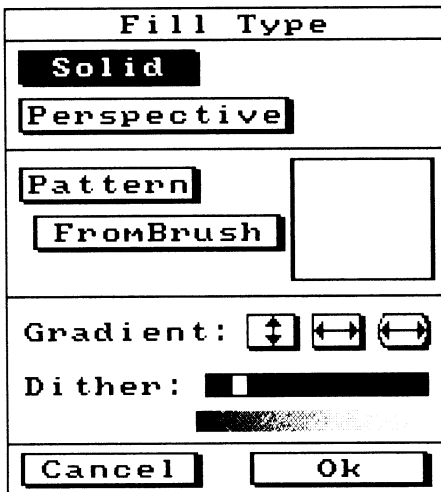 Fill Type
Solid
Perspective
Pattern
FromBrush
Gradient:
Dither:
Cancel Ok